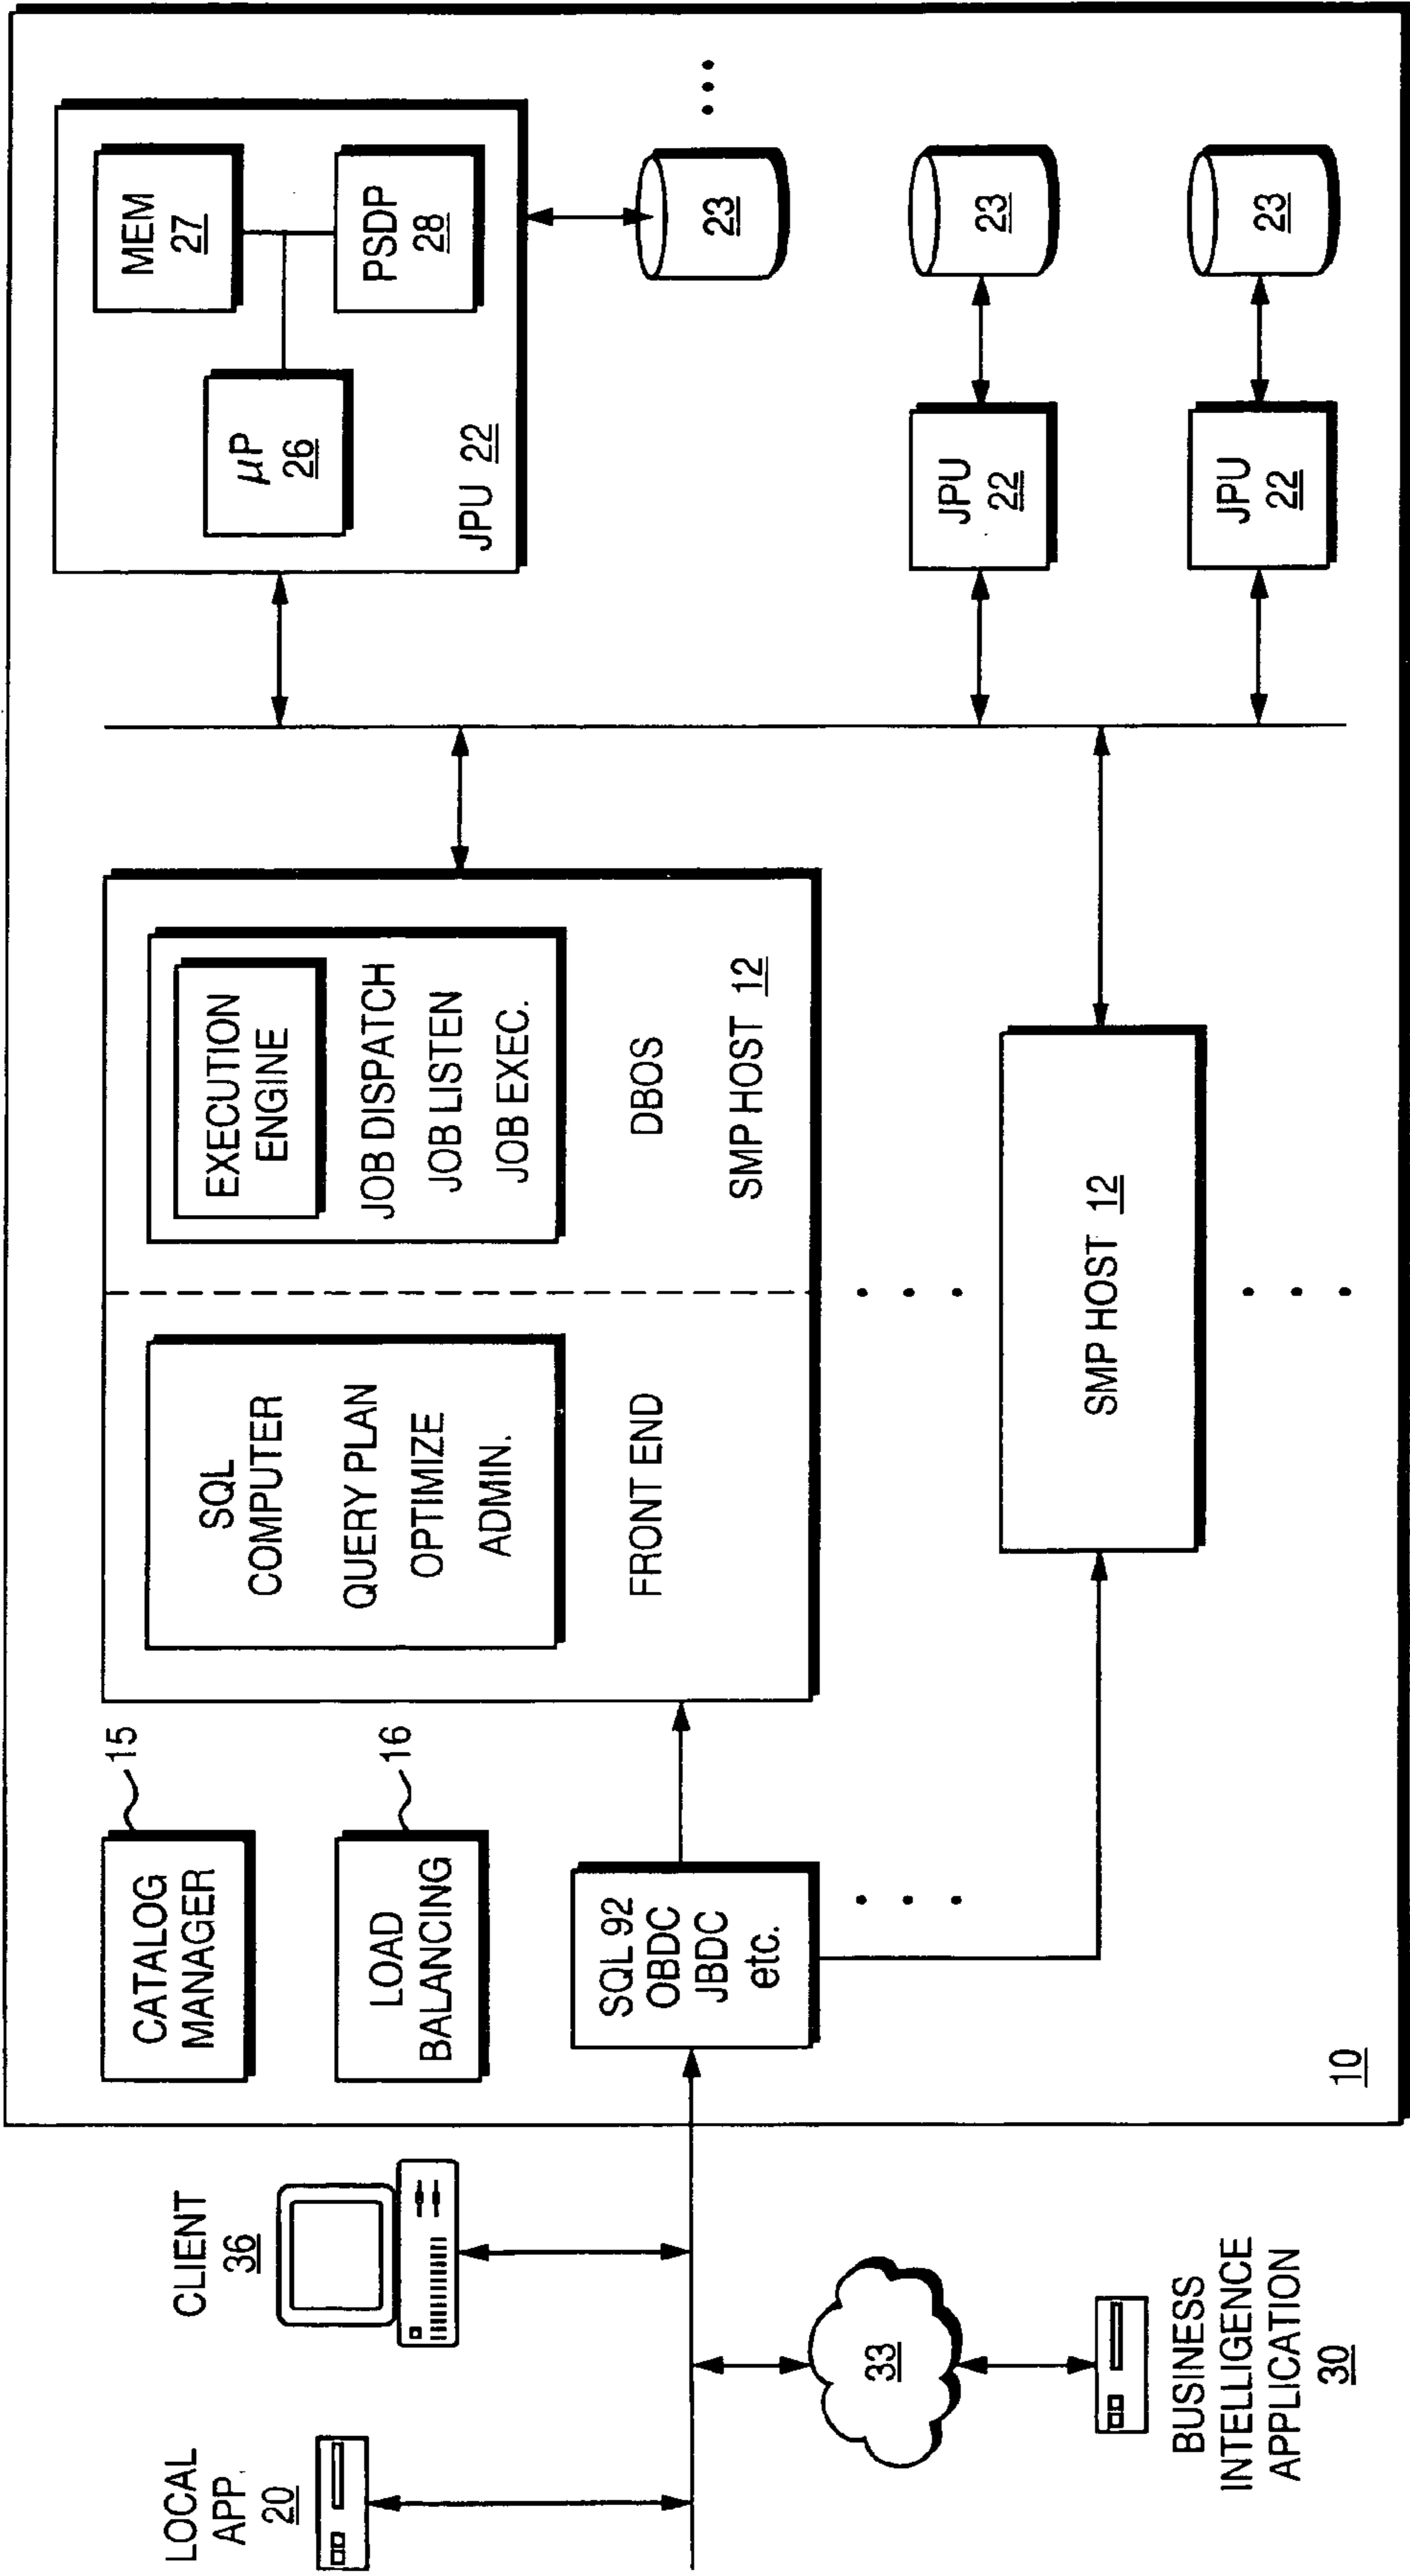 LOCAL
APP.
20
CLIENT
36
33
BUSINESS
INTELLIGENCE
APPLICATION
30
CATALOG
MANAGER
15
LOAD
BALANCING
16
SQL 92
OBDC
JBDC
etc.
10
SQL
COMPUTER
QUERY PLAN
OPTIMIZE
ADMIN.
FRONT END
EXECUTION
ENGINE
JOB DISPATCH
JOB LISTEN
JOB EXEC.
DBOS
SMP HOST 12
SMP HOST 12
MEM
27
μP
26
PSDP
28
JPU 22
23
JPU
22
23
JPU
22
23